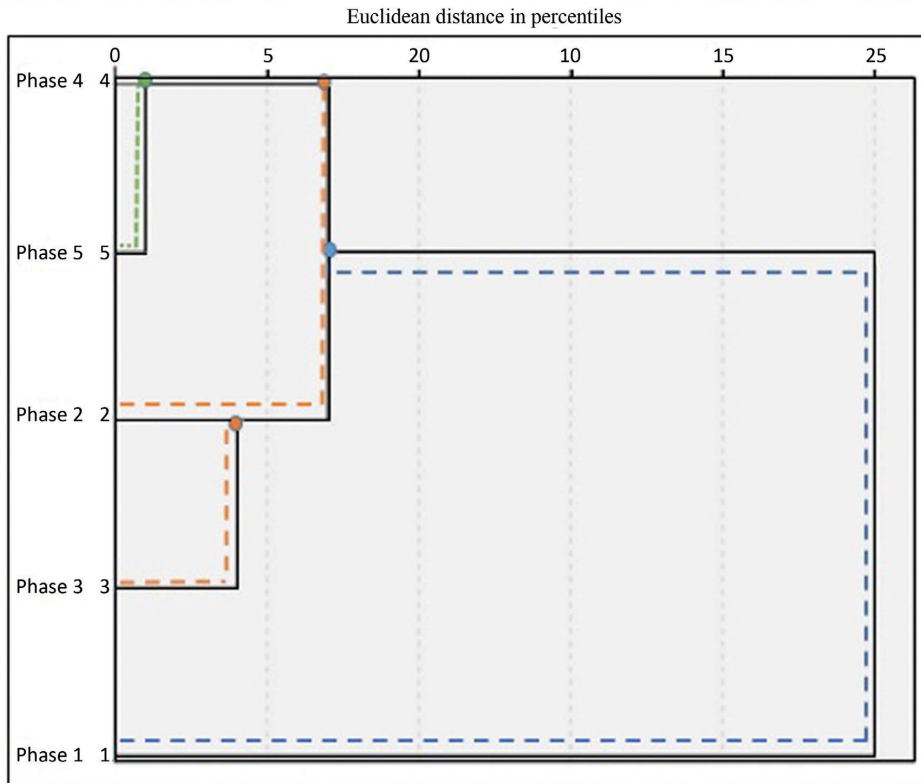 Euclidean distance in percentiles
0 5 20 10 15 25
Phase 4 4
Phase 5 5
Phase 2 2
Phase 3 3
Phase 1 1